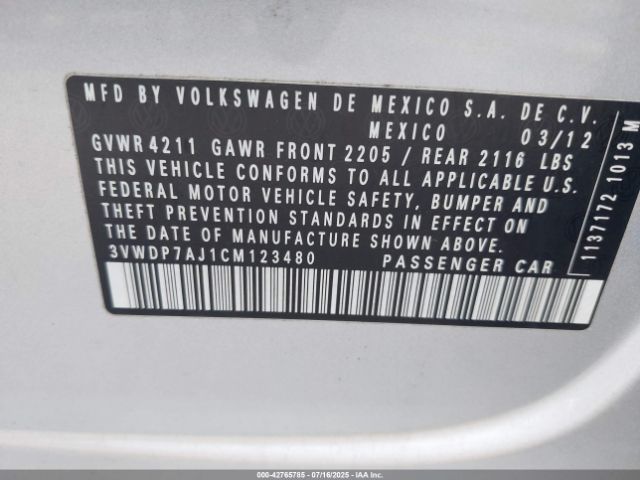 MFD BY VOLKSWAGEN DE MEXICO S.A. DE C.V.
MEXICO 03/12
GVWR 4211 GAWR FRONT 2205 / REAR 2116 LBS
THIS VEHICLE CONFORMS TO ALL APPLICABLE U.S.
FEDERAL MOTOR VEHICLE SAFETY, BUMPER AND
THEFT PREVENTION STANDARDS IN EFFECT ON
THE DATE OF MANUFACTURE SHOWN ABOVE.
3VWDP7AJ1CM123480 PASSENGER CAR
1137172 1013 M
000-42765785 - 07/16/2025 - IAA Inc.